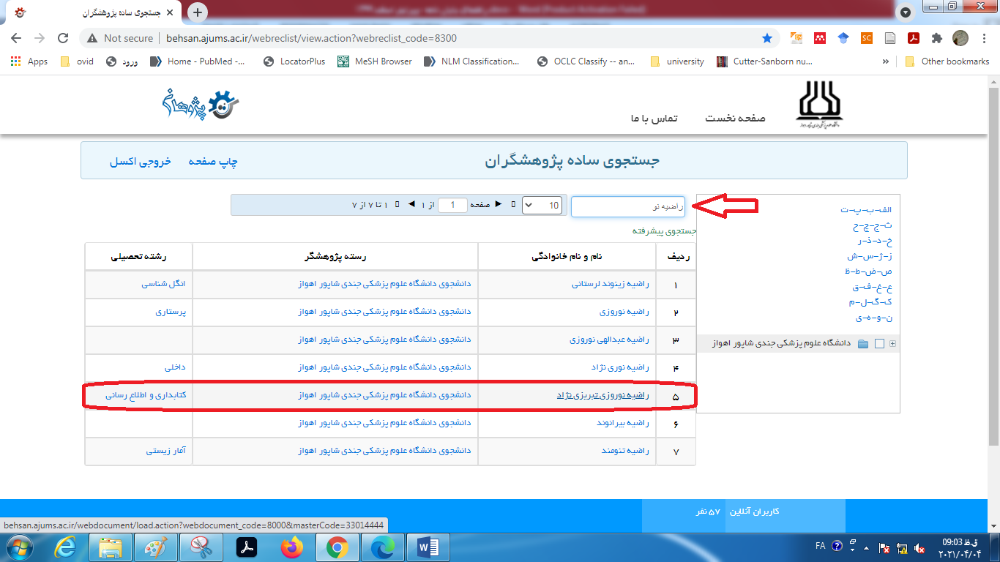 جستجوی ساده پژوهشگران
Not secure | behsan.ajums.ac.ir/webreclist/view.action?webreclist_code=8300
Apps ovid ورود Home - PubMed -... LocatorPlus MeSH Browser NLM Classification... OCLC Classify -- an... university Cutter-Sanborn nu... » Other bookmarks
پژوهان
صفحه نخست تماس با ما
جستجوی ساده پژوهشگران چاپ صفحه خروجی اکسل
راضیه نو 10 صفحه 1 از ۱ ۱ تا ۷ از ۷
جستجوی پیشرفته
الف-ب-پ-ت
ث-ج-چ-ح
خ-د-ذ-ر
ز-ژ-س-ش
ص-ض-ط-ظ
ع-غ-ف-ق
ک-گ-ل-م
ن-و-ه-ی
دانشگاه علوم پزشکی جندی شاپور اهواز
ردیف نام و نام خانوادگی رسته پژوهشگر رشته تحصیلی
۱ راضیه زینوند لرستانی دانشجوی دانشگاه علوم پزشکی جندی شاپور اهواز انگل شناسی
۲ راضیه نوروزی دانشجوی دانشگاه علوم پزشکی جندی شاپور اهواز پرستاری
۳ راضیه عبدالهی نوروزی دانشجوی دانشگاه علوم پزشکی جندی شاپور اهواز
۴ راضیه نوری نژاد دانشجوی دانشگاه علوم پزشکی جندی شاپور اهواز داخلی
۵ راضیه نوروزی تبریزی نژاد دانشجوی دانشگاه علوم پزشکی جندی شاپور اهواز کتابداری و اطلاع رسانی
۶ راضیه بیرانوند دانشجوی دانشگاه علوم پزشکی جندی شاپور اهواز
۷ راضیه تنومند دانشجوی دانشگاه علوم پزشکی جندی شاپور اهواز آمار زیستی
کاربران آنلاین ۵۷ نفر
behsan.ajums.ac.ir/webdocument/load.action?webdocument_code=8000&masterCode=33014444
FA 09:03 ق.ظ
۲۰۲۱/۰۴/۰۴